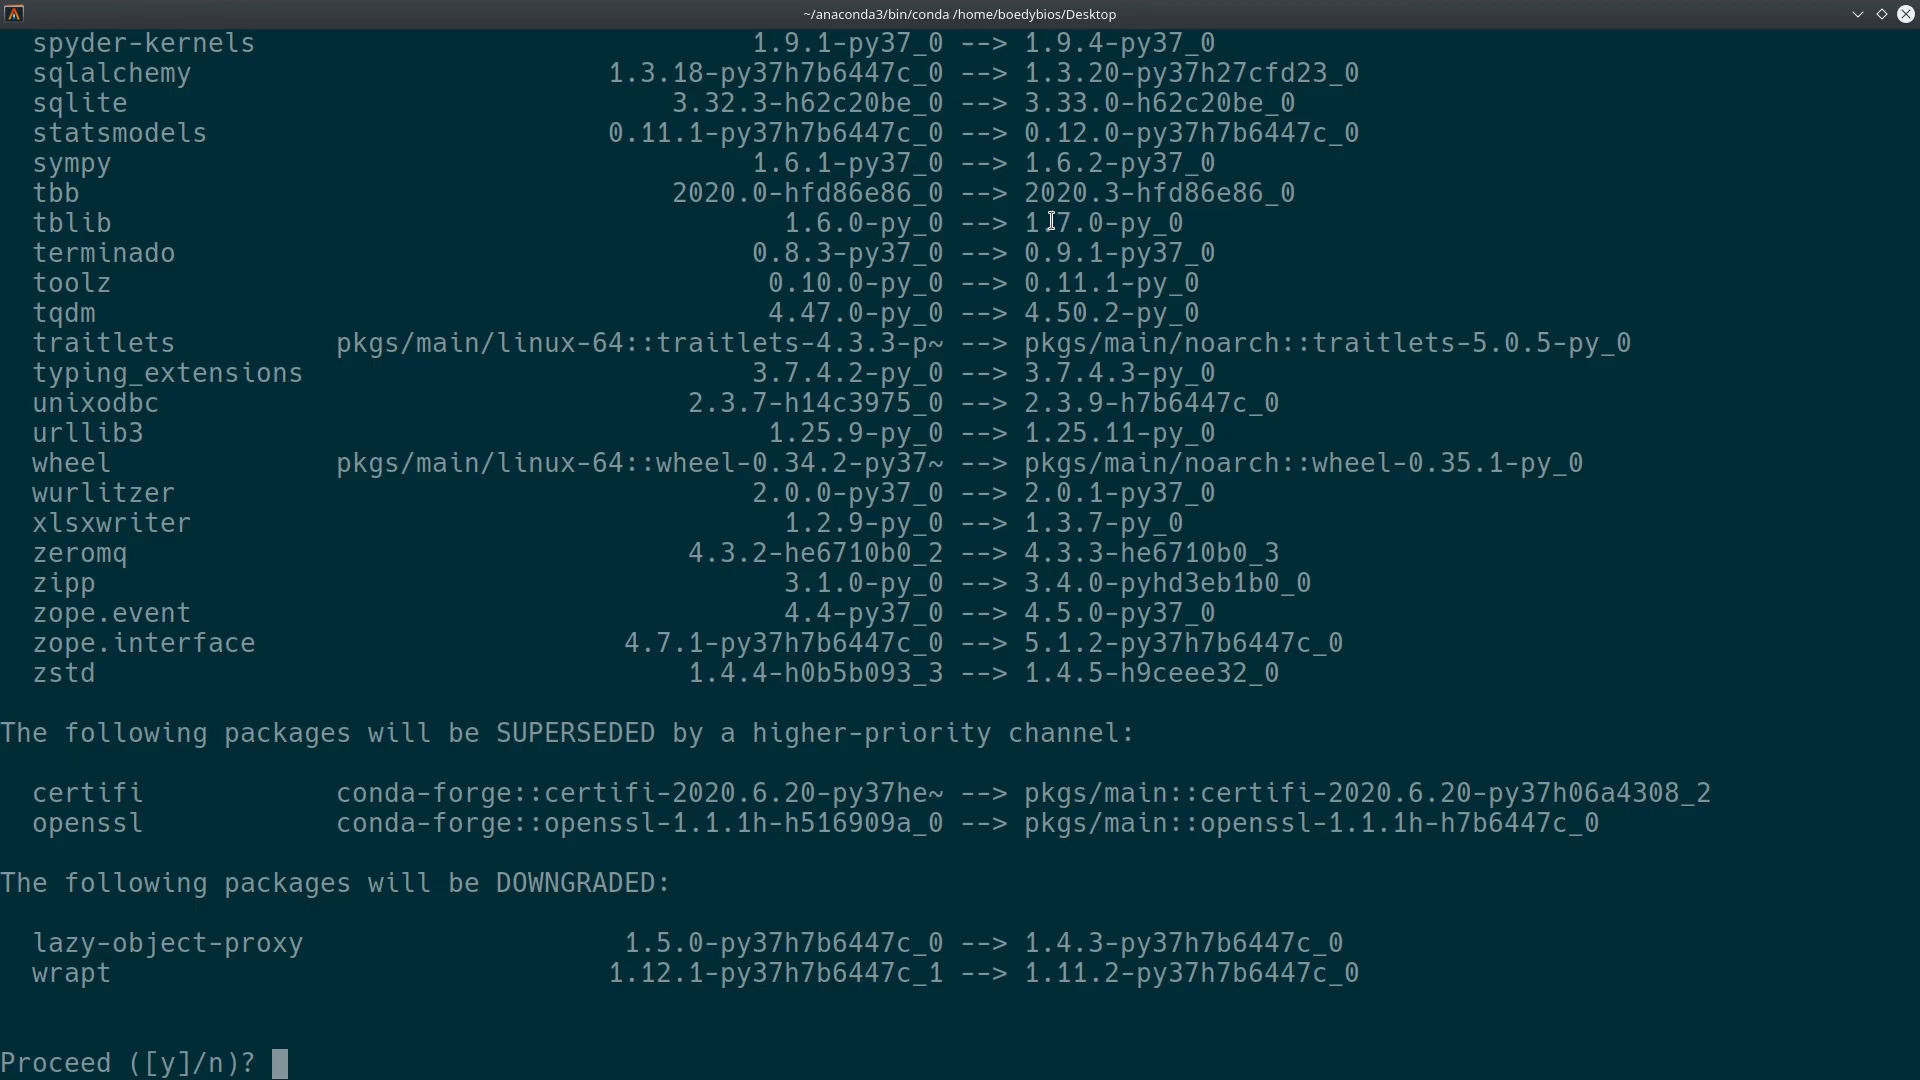 ~/anaconda3/bin/conda /home/boedybios/Desktop
spyder-kernels 1.9.1-py37_0 --> 1.9.4-py37_0
sqlalchemy 1.3.18-py37h7b6447c_0 --> 1.3.20-py37h27cfd23_0
sqlite 3.32.3-h62c20be_0 --> 3.33.0-h62c20be_0
statsmodels 0.11.1-py37h7b6447c_0 --> 0.12.0-py37h7b6447c_0
sympy 1.6.1-py37_0 --> 1.6.2-py37_0
tbb 2020.0-hfd86e86_0 --> 2020.3-hfd86e86_0
tblib 1.6.0-py_0 --> 1.7.0-py_0
terminado 0.8.3-py37_0 --> 0.9.1-py37_0
toolz 0.10.0-py_0 --> 0.11.1-py_0
tqdm 4.47.0-py_0 --> 4.50.2-py_0
traitlets pkgs/main/linux-64::traitlets-4.3.3-p~ --> pkgs/main/noarch::traitlets-5.0.5-py_0
typing_extensions 3.7.4.2-py_0 --> 3.7.4.3-py_0
unixodbc 2.3.7-h14c3975_0 --> 2.3.9-h7b6447c_0
urllib3 1.25.9-py_0 --> 1.25.11-py_0
wheel pkgs/main/linux-64::wheel-0.34.2-py37~ --> pkgs/main/noarch::wheel-0.35.1-py_0
wurlitzer 2.0.0-py37_0 --> 2.0.1-py37_0
xlsxwriter 1.2.9-py_0 --> 1.3.7-py_0
zeromq 4.3.2-he6710b0_2 --> 4.3.3-he6710b0_3
zipp 3.1.0-py_0 --> 3.4.0-pyhd3eb1b0_0
zope.event 4.4-py37_0 --> 4.5.0-py37_0
zope.interface 4.7.1-py37h7b6447c_0 --> 5.1.2-py37h7b6447c_0
zstd 1.4.4-h0b5b093_3 --> 1.4.5-h9ceee32_0
The following packages will be SUPERSEDED by a higher-priority channel:
certifi conda-forge::certifi-2020.6.20-py37he~ --> pkgs/main::certifi-2020.6.20-py37h06a4308_2
openssl conda-forge::openssl-1.1.1h-h516909a_0 --> pkgs/main::openssl-1.1.1h-h7b6447c_0
The following packages will be DOWNGRADED:
lazy-object-proxy 1.5.0-py37h7b6447c_0 --> 1.4.3-py37h7b6447c_0
wrapt 1.12.1-py37h7b6447c_1 --> 1.11.2-py37h7b6447c_0
Proceed ([y]/n)?